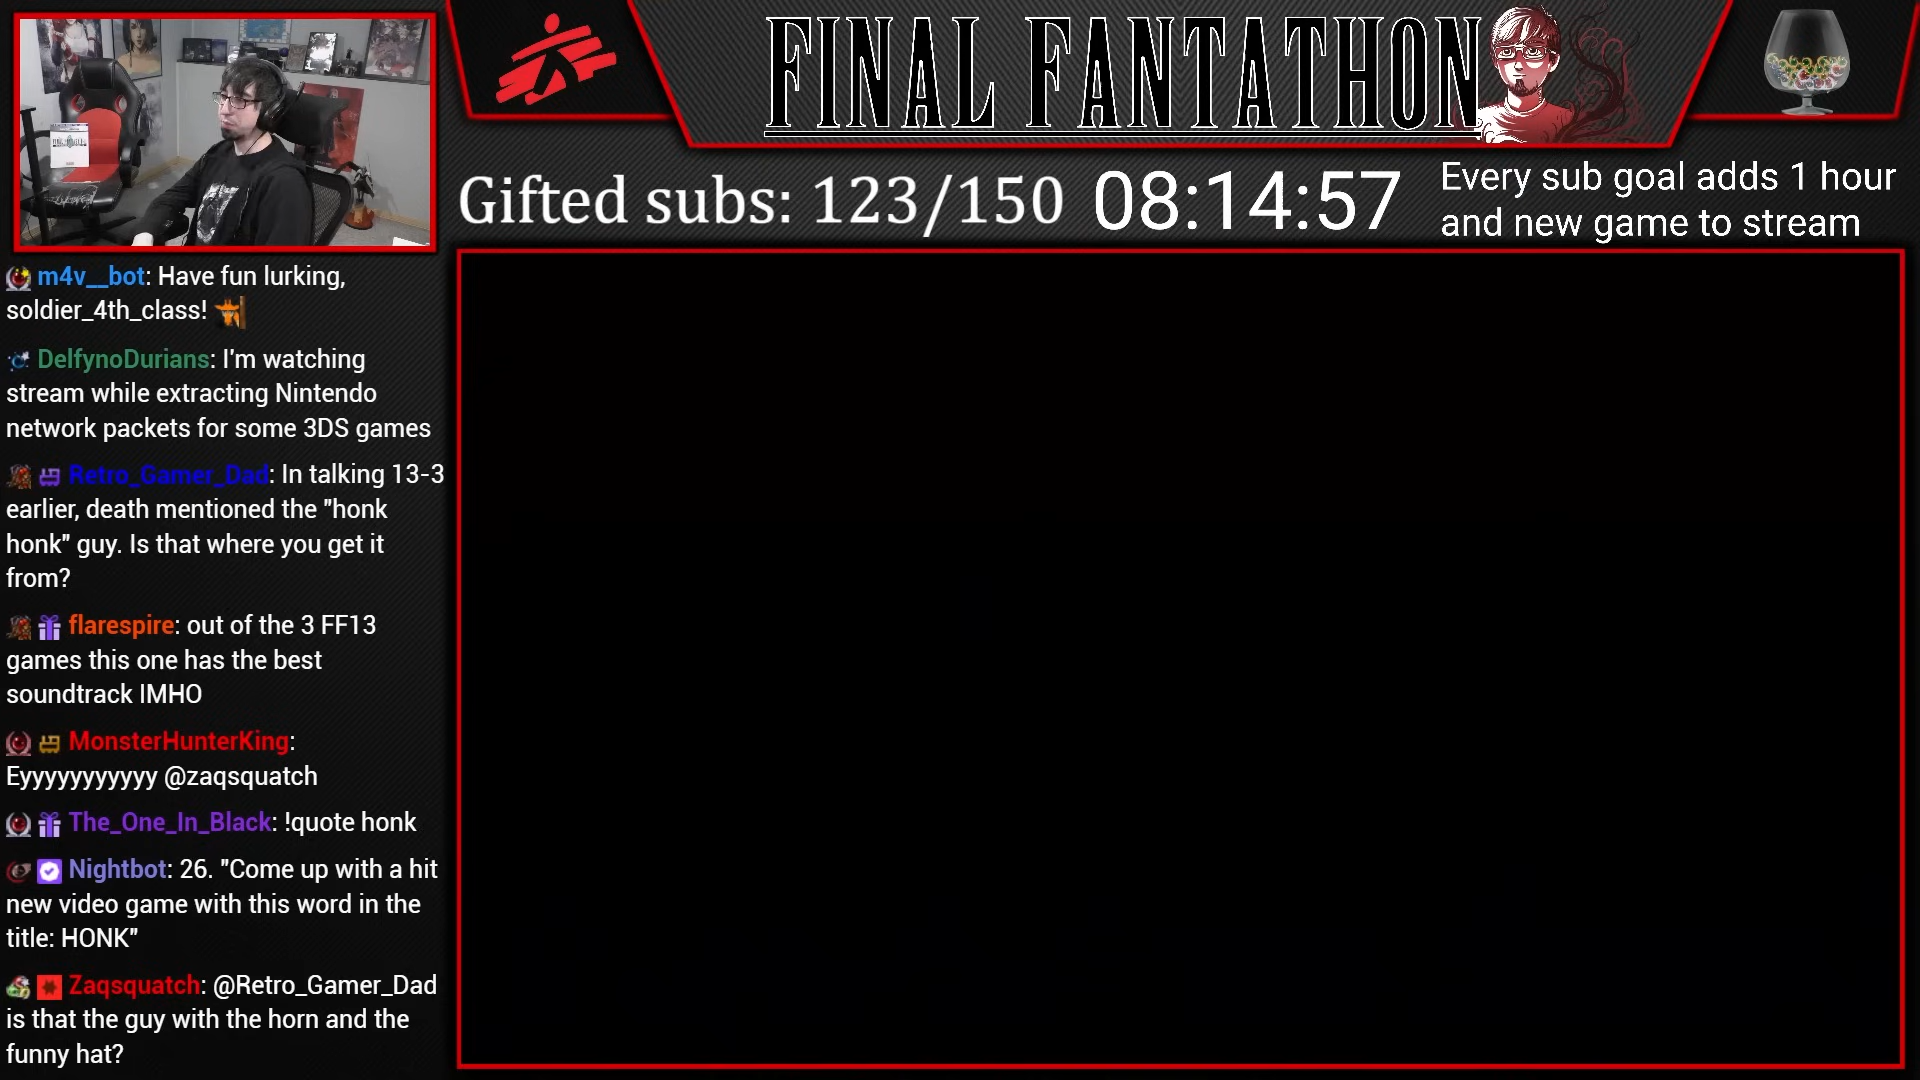 FINAL FANTATHON
Gifted subs: 123/150
08:14:57
Every sub goal adds 1 hour
and new game to stream
m4v__bot: Have fun lurking,
soldier_4th_class!
DelfynoDurians: I'm watching
stream while extracting Nintendo
network packets for some 3DS games
Retro_Gamer_Dad: In talking 13-3
earlier, death mentioned the "honk
honk" guy. Is that where you get it
from?
flarespire: out of the 3 FF13
games this one has the best
soundtrack IMHO
MonsterHunterKing:
Eyyyyyyyyyyy @zaqsquatch
The_One_In_Black: !quote honk
Nightbot: 26. "Come up with a hit
new video game with this word in the
title: HONK"
Zaqsquatch: @Retro_Gamer_Dad
is that the guy with the horn and the
funny hat?